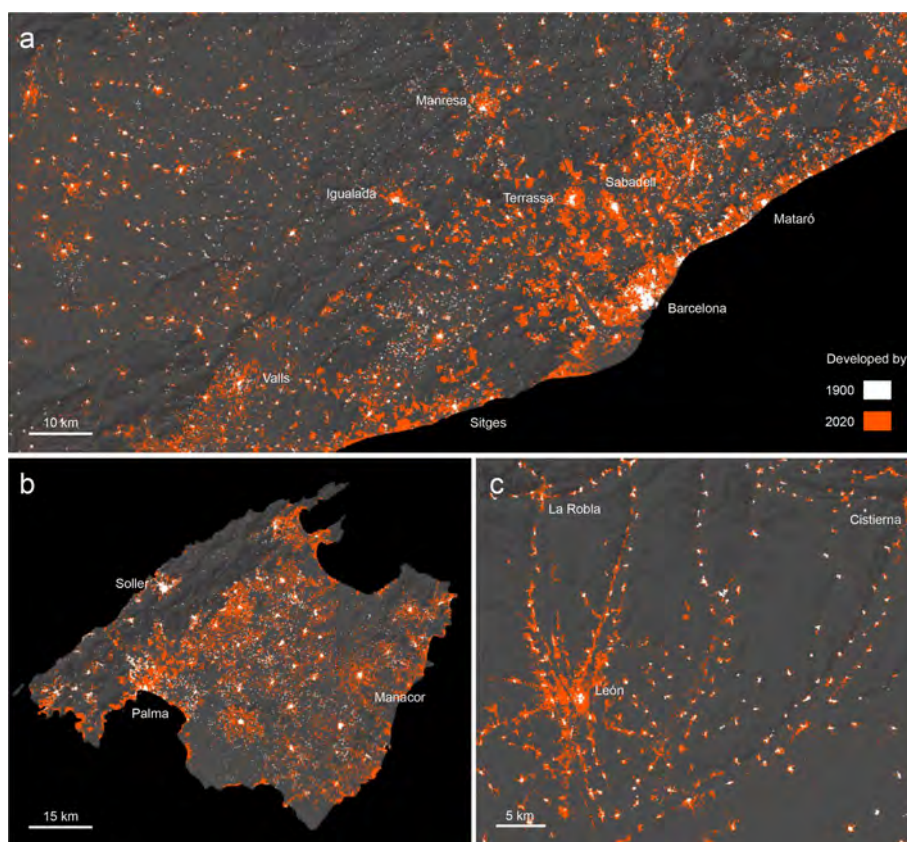 a
Manresa
Igualada
Terrassa
Sabadell
Mataró
Barcelona
Developed by
1900
2020
Valls
Sitges
10 km
b
Soller
Palma
Manacor
15 km
c
La Robla
Cistierna
León
5 km